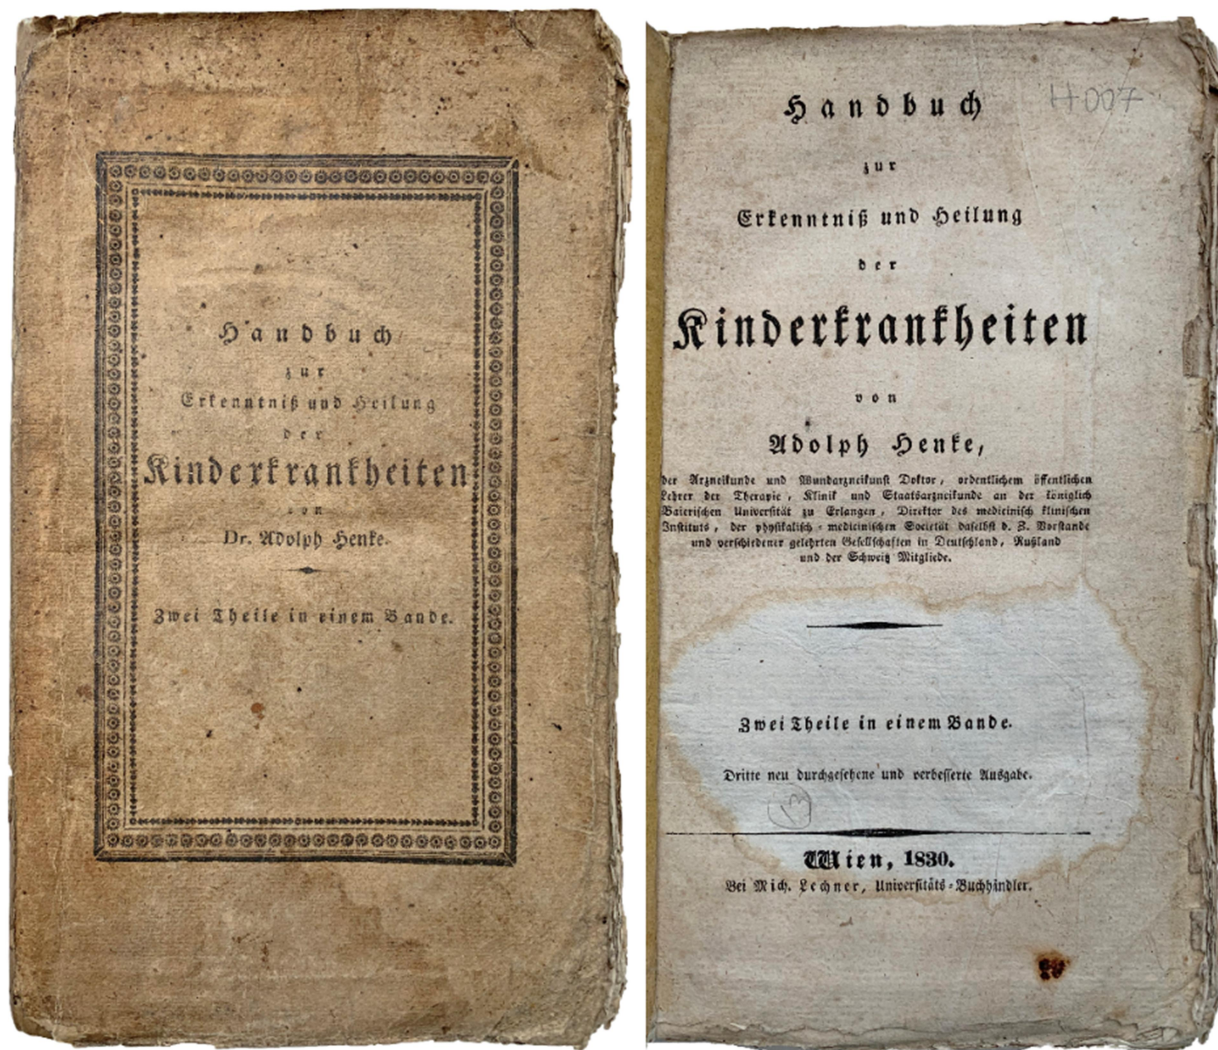 Handbuch
zur
Erkenntniß und Heilung
der
Kinderkrankheiten
von
Dr. Adolph Henke.
Zwei Theile in einem Bande.
Handbuch
H007
zur
Erkenntniß und Heilung
der
Kinderkrankheiten
von
Adolph Henke,
der Arzneikunde und Wundarzneikunst Doktor, ordentlichem öffentlichen
Lehrer der Therapie, Klinik und Staatsarzneikunde an der königlich
Baierischen Universität zu Erlangen, Direktor des medicinisch klinischen
Instituts, der physikalisch-medicinischen Societät daselbst d. Z. Vorstande
und verschiedener gelehrten Gesellschaften in Deutschland, Rußland
und der Schweitz Mitgliede.
Zwei Theile in einem Bande.
Dritte neu durchgesehene und verbesserte Ausgabe.
Wien, 1830.
Bei Mich. Lechner, Universitäts-Buchhändler.